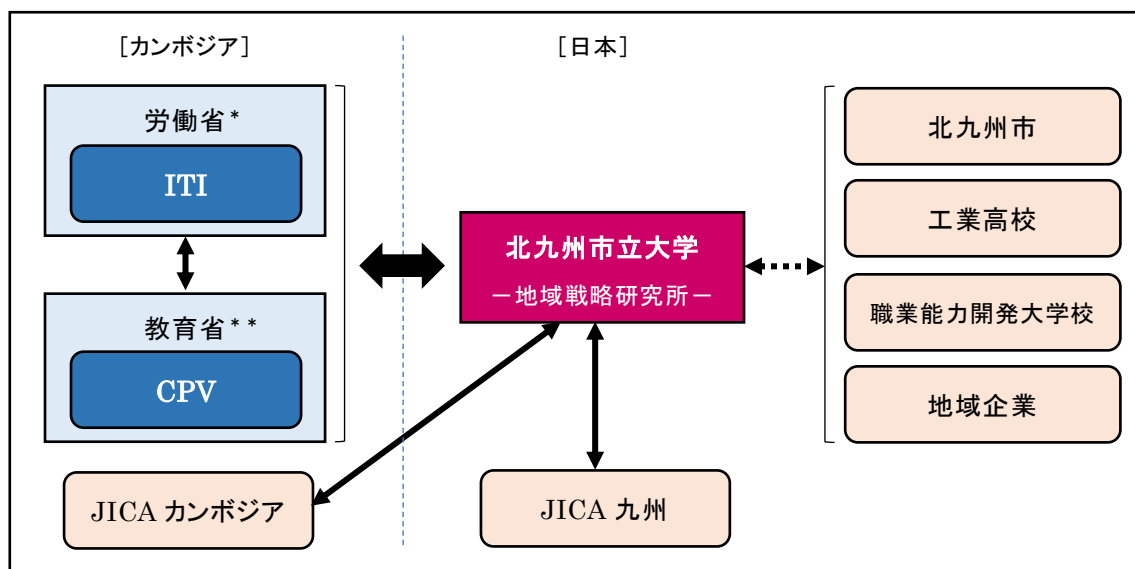 [カンボジア]
[日本]
労働省*
ITI
教育省**
CPV
JICA カンボジア
北九州市立大学
－地域戦略研究所－
JICA 九州
北九州市
工業高校
職業能力開発大学校
地域企業